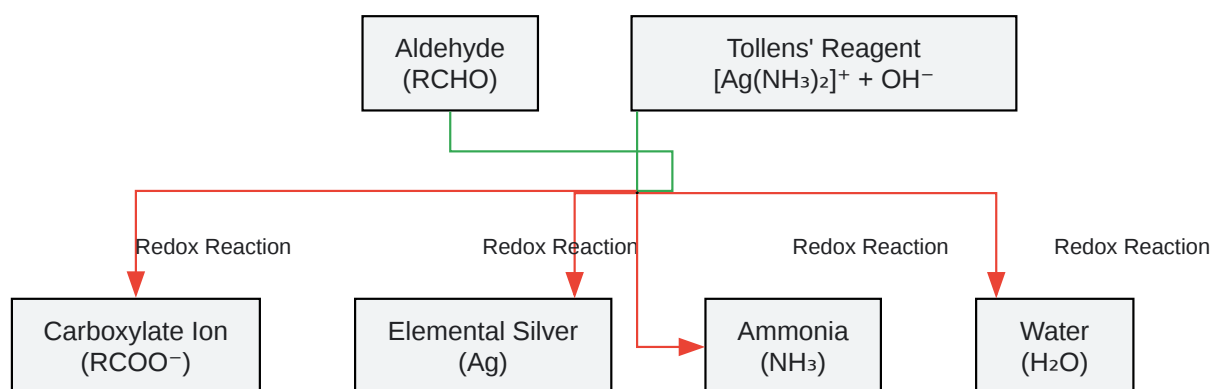 Aldehyde
(RCHO)
Tollens' Reagent
[Ag(NH₃)₂]⁺ + OH⁻
Redox Reaction
Redox Reaction
Redox Reaction
Redox Reaction
Carboxylate Ion
(RCOO⁻)
Elemental Silver
(Ag)
Ammonia
(NH₃)
Water
(H₂O)